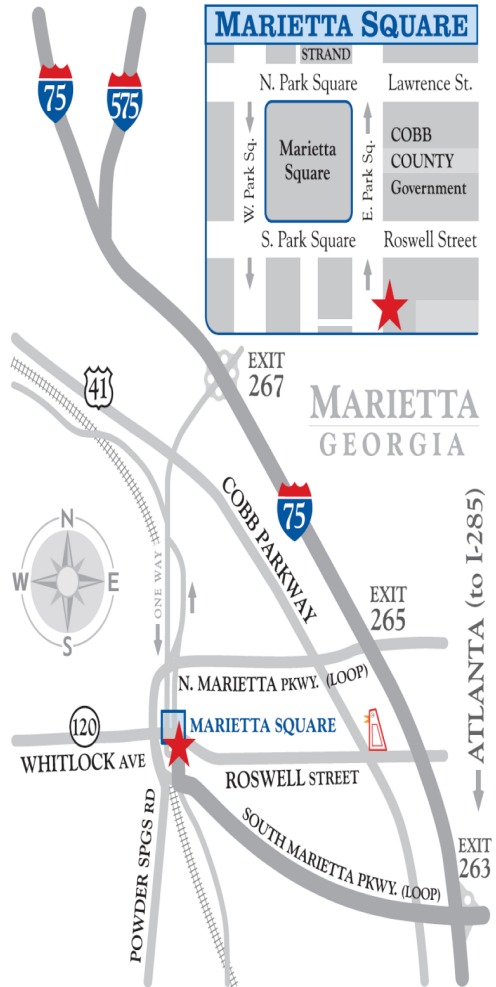 MARIETTA SQUARE
STRAND
N. Park Square
Lawrence St.
W. Park Sq.
Marietta
Square
E. Park Sq.
COBB
COUNTY
Government
S. Park Square
Roswell Street
75
575
EXIT
267
41
MARIETTA
GEORGIA
COBB PARKWAY
75
N
W
E
S
ONE WAY
EXIT
265
ATLANTA (to I-285)
N. MARIETTA PKWY. (LOOP)
120
MARIETTA SQUARE
WHITLOCK AVE
ROSWELL STREET
POWDER SPGS RD
SOUTH MARIETTA PKWY. (LOOP)
EXIT
263